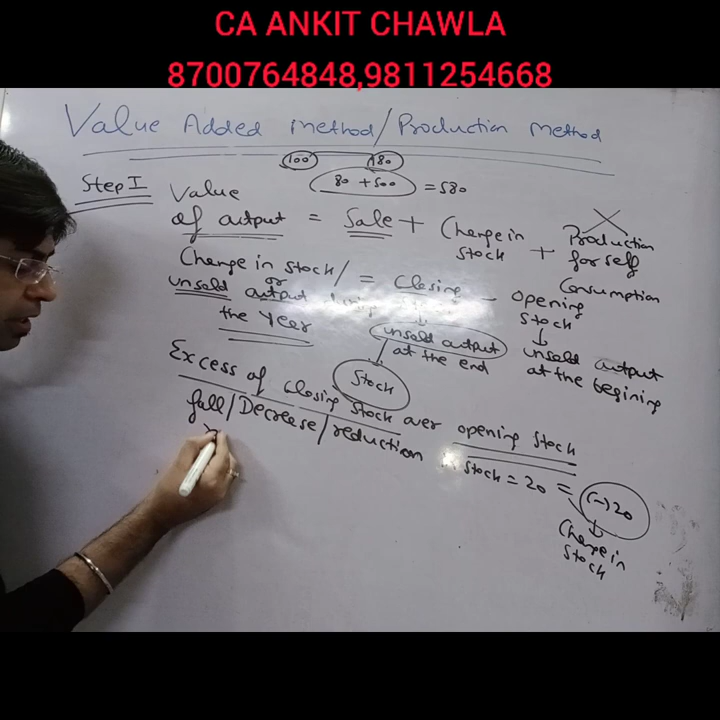 CA ANKIT CHAWLA
8700764848,9811254668
Value Added method/Production method
100 180
80 + 500 = 580
Step I Value of output = Sale + Change in stock + Production for self Consumption
Change in stock/ or unsold output the Year = Closing - opening stock
unsold output at the end
unsold output at the begining
Stock
Excess of closing stock over opening stock
fall/Decrease/reduction stock = 20 = (-) 20
Change in stock